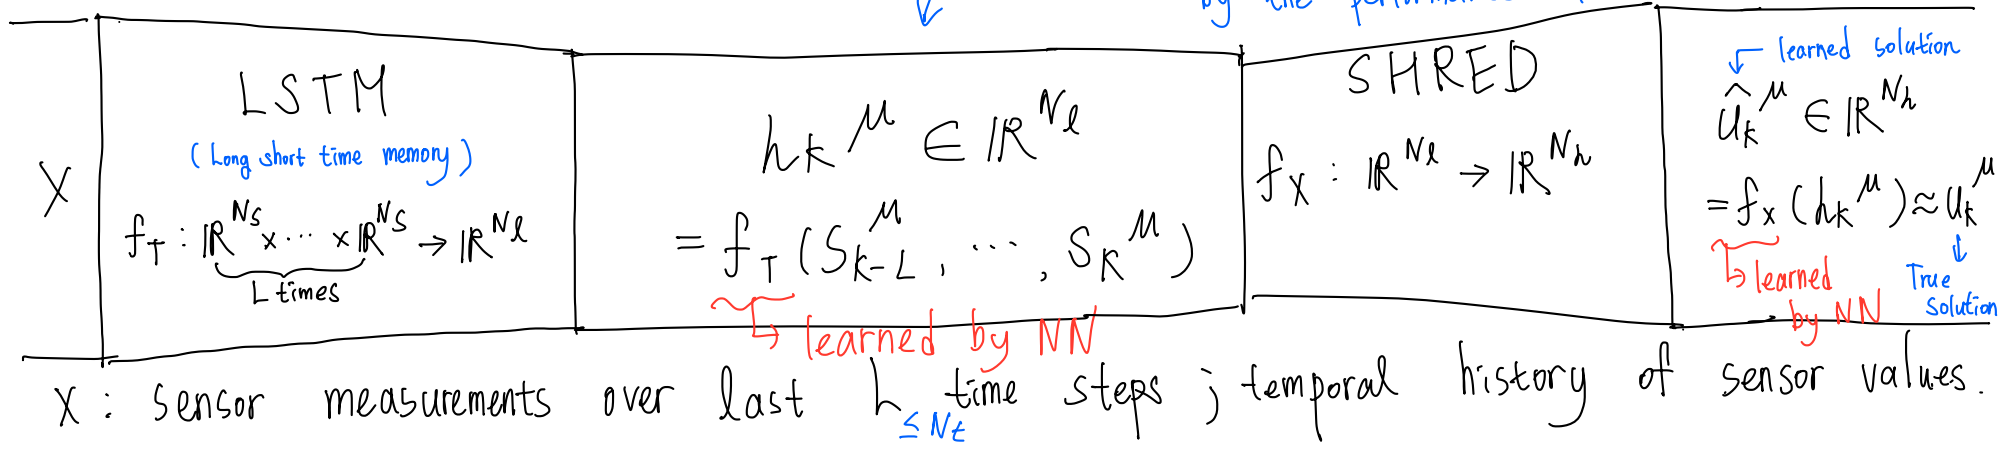 by the
LSTM
(Long short time memory)
f_T : ℝ^{N_s} × ⋯ × ℝ^{N_s} → ℝ^{N_l}
L times
X
h_k^μ ∈ ℝ^{N_l}
= f_T (S_{k-L}^μ, ⋯, S_k^μ)
↳ learned by NN
SHRED
f_X : ℝ^{N_l} → ℝ^{N_h}
← learned solution
û_k^μ ∈ ℝ^{N_h}
= f_x (h_k^μ) ≈ u_k^μ
↳ learned by NN
True solution
X : sensor measurements over last h time steps ; temporal history of sensor values.
≤ N_t